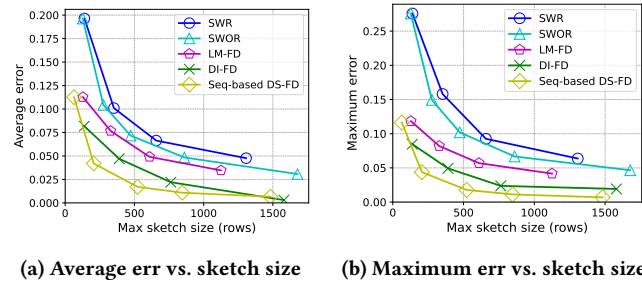 0.200
0.175
0.150
0.125
0.100
0.075
0.050
0.025
0.000
Average error
SWR
SWOR
LM-FD
DI-FD
Seq-based DS-FD
0 500 1000 1500
Max sketch size (rows)
(a) Average err vs. sketch size
0.25
0.20
0.15
0.10
0.05
0.00
Maximum error
SWR
SWOR
LM-FD
DI-FD
Seq-based DS-FD
0 500 1000 1500
Max sketch size (rows)
(b) Maximum err vs. sketch size